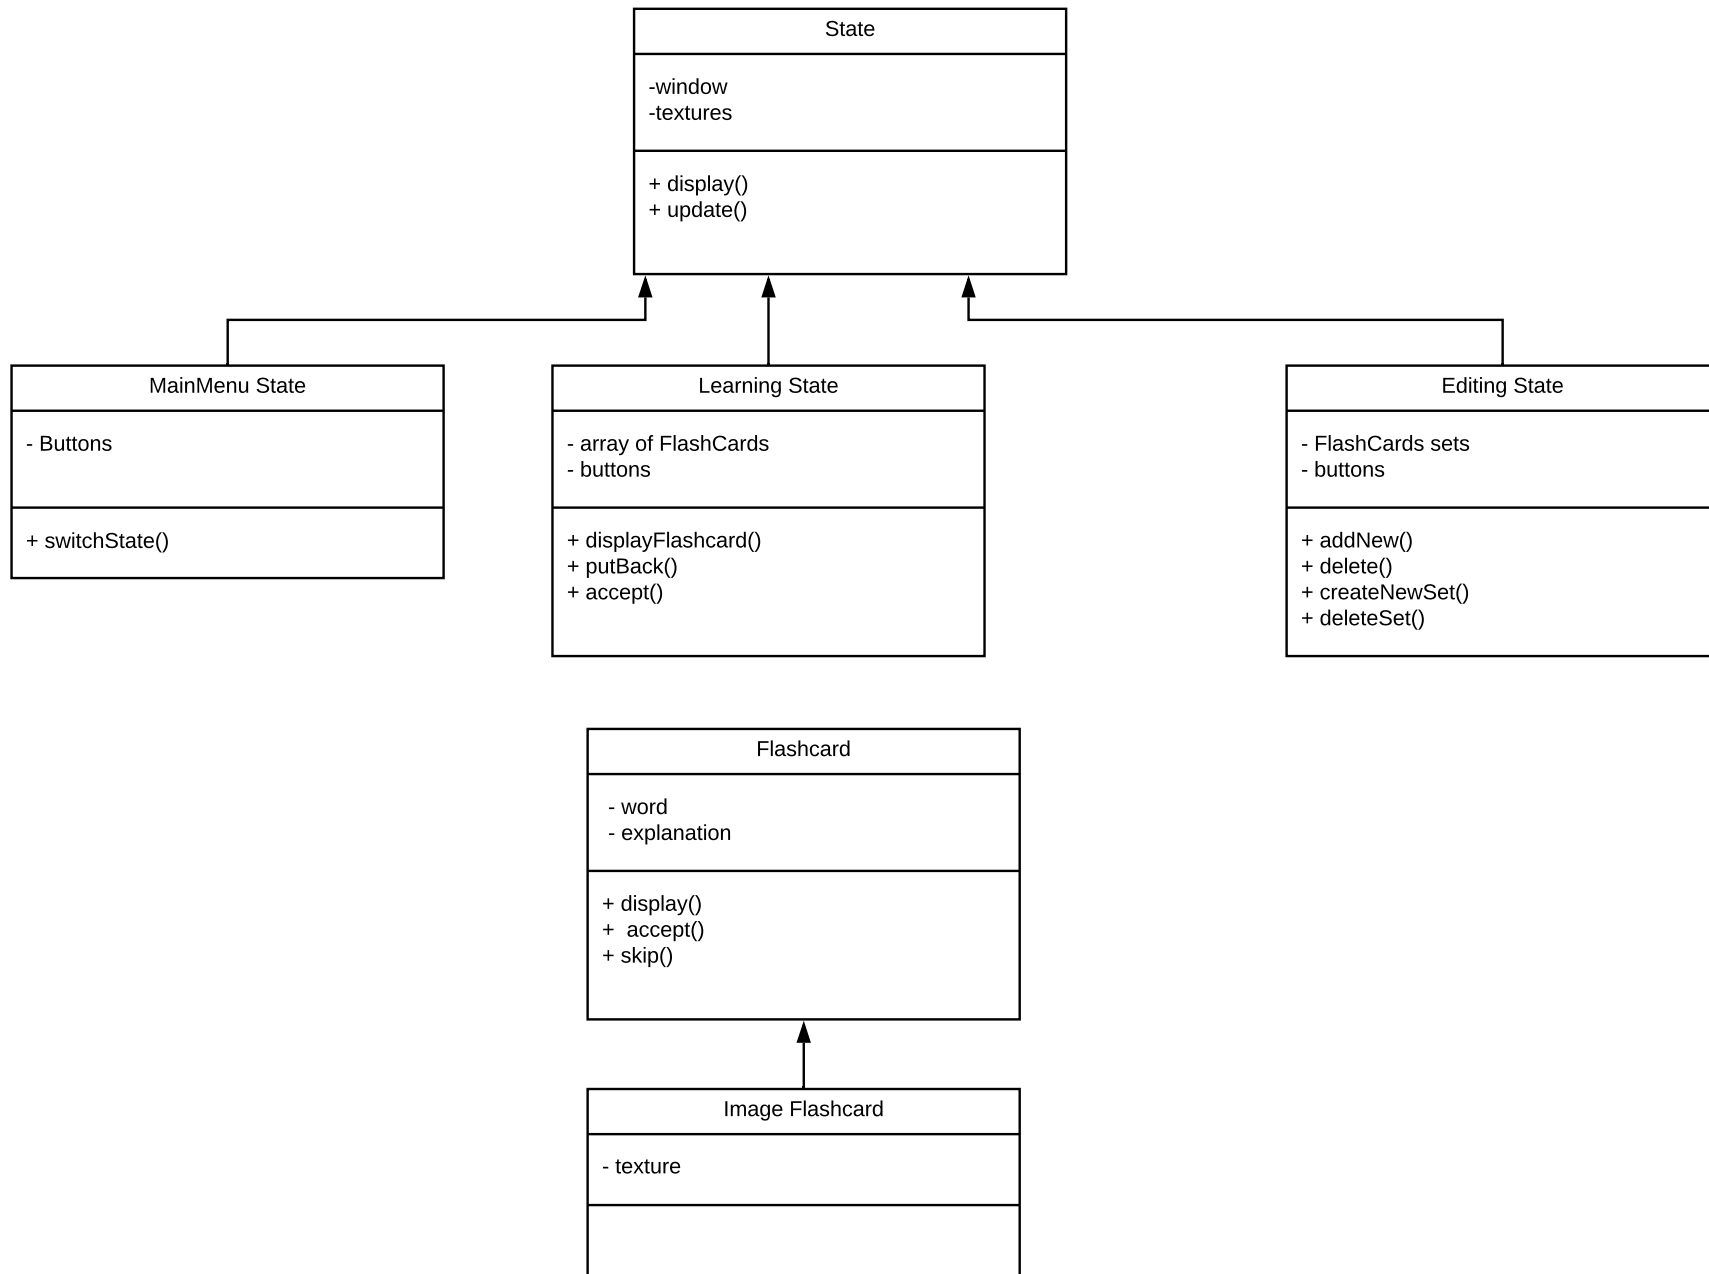 State
-window
-textures
+ display()
+ update()
MainMenu State
- Buttons
+ switchState()
Learning State
- array of FlashCards
- buttons
+ displayFlashcard()
+ putBack()
+ accept()
Editing State
- FlashCards sets
- buttons
+ addNew()
+ delete()
+ createNewSet()
+ deleteSet()
Flashcard
- word
- explanation
+ display()
+  accept()
+ skip()
Image Flashcard
- texture